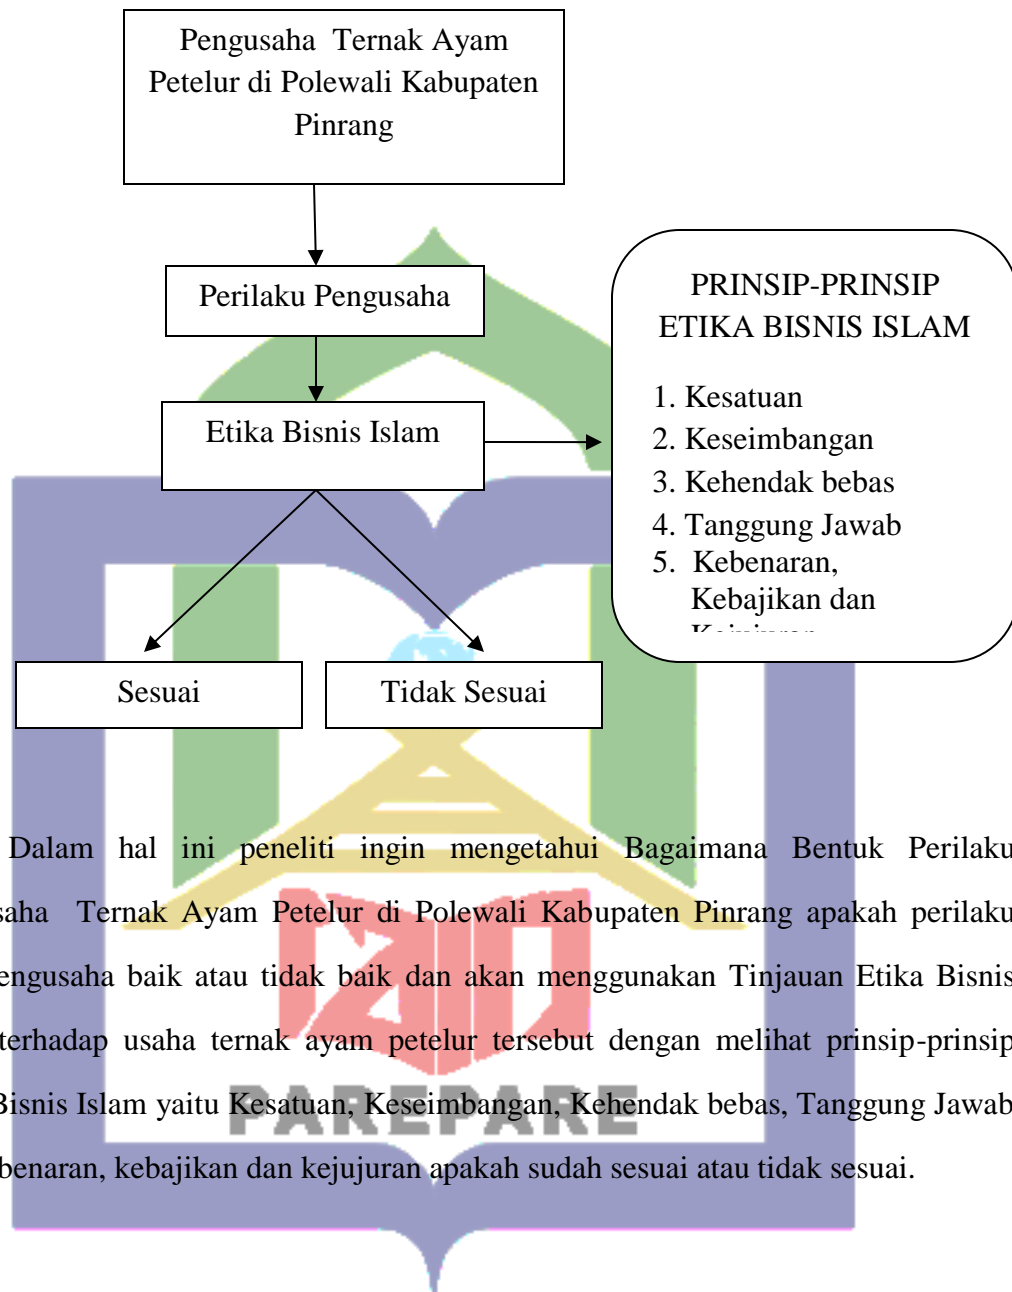 Pengusaha Ternak Ayam
Petelur di Polewali Kabupaten
Pinrang
Perilaku Pengusaha
Etika Bisnis Islam
PRINSIP-PRINSIP
ETIKA BISNIS ISLAM
1. Kesatuan
2. Keseimbangan
3. Kehendak bebas
4. Tanggung Jawab
5. Kebenaran,
Kebajikan dan
Sesuai
Tidak Sesuai
Dalam hal ini peneliti ingin mengetahui Bagaimana Bentuk Perilaku
saha Ternak Ayam Petelur di Polewali Kabupaten Pinrang apakah perilaku
engusaha baik atau tidak baik dan akan menggunakan Tinjauan Etika Bisnis
terhadap usaha ternak ayam petelur tersebut dengan melihat prinsip-prinsip
Bisnis Islam yaitu Kesatuan, Keseimbangan, Kehendak bebas, Tanggung Jawab
benaran, kebajikan dan kejujuran apakah sudah sesuai atau tidak sesuai.
PAREPARE